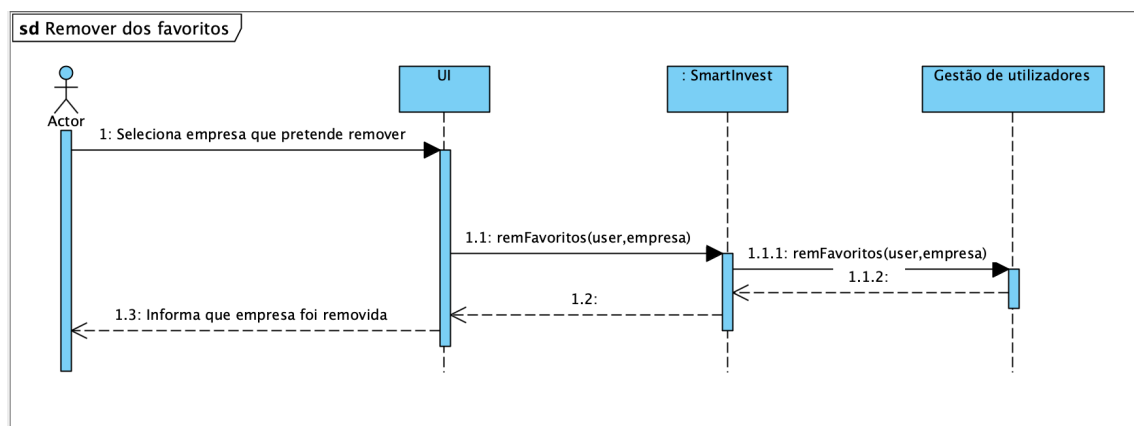 sd Remover dos favoritos
Actor
UI
: SmartInvest
Gestão de utilizadores
1: Seleciona empresa que pretende remover
1.1: remFavoritos(user,empresa)
1.1.1: remFavoritos(user,empresa)
1.1.2:
1.2:
1.3: Informa que empresa foi removida